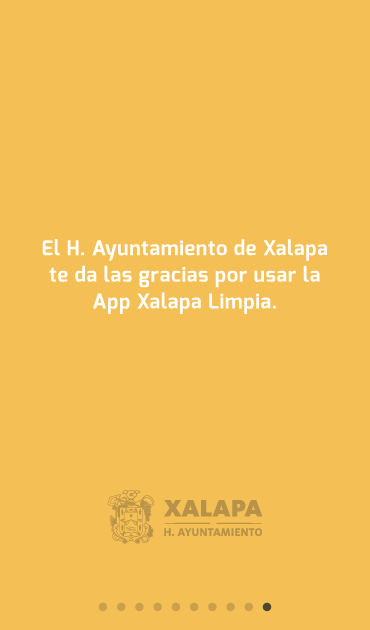 El H. Ayuntamiento de Xalapa
te da las gracias por usar la
App Xalapa Limpia.
XALAPA
H. AYUNTAMIENTO